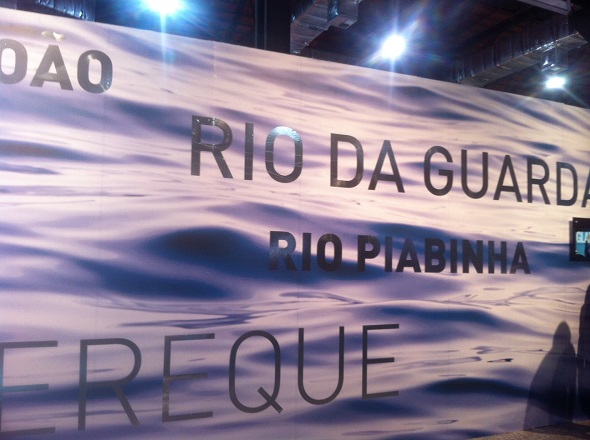 OÃO
RIO DA GUARDA
RIO PIABINHA
EREQUE